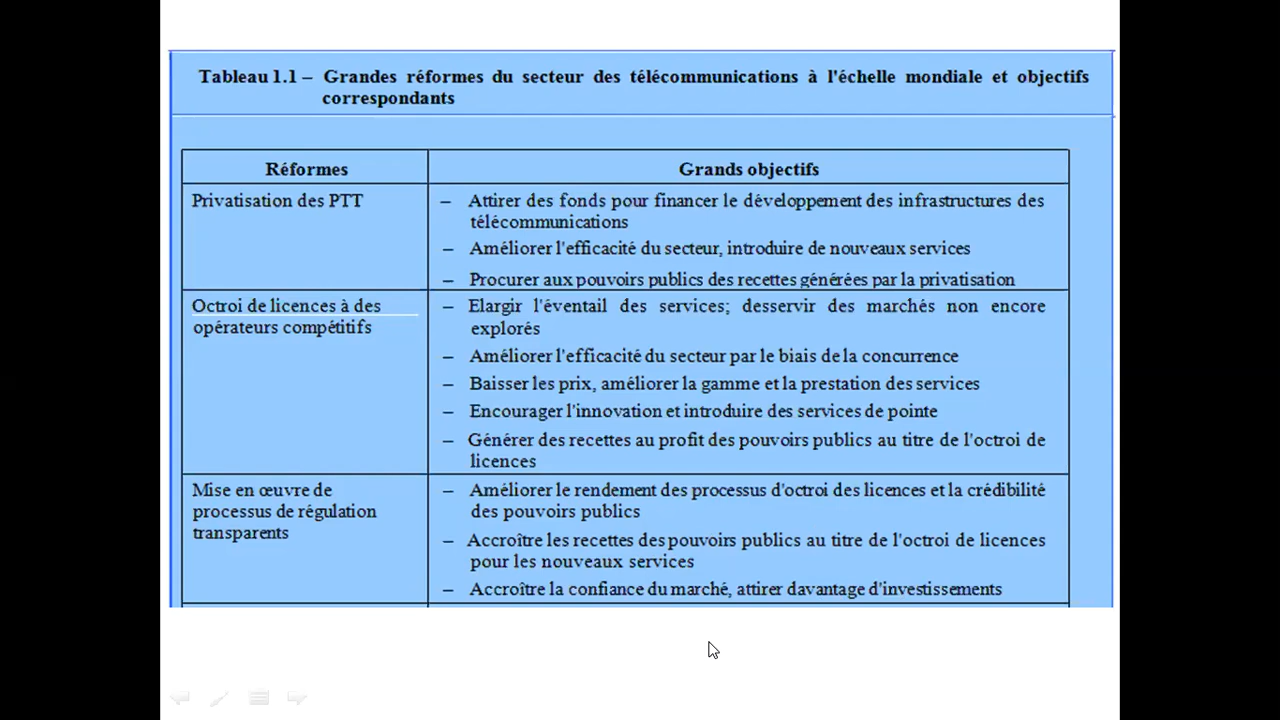 Tableau 1.1 – Grandes réformes du secteur des télécommunications à l'échelle mondiale et objectifs
correspondants
Réformes
Grands objectifs
Privatisation des PTT
– Attirer des fonds pour financer le développement des infrastructures des
télécommunications
– Améliorer l'efficacité du secteur, introduire de nouveaux services
– Procurer aux pouvoirs publics des recettes générées par la privatisation
Octroi de licences à des
opérateurs compétitifs
– Elargir l'éventail des services; desservir des marchés non encore
explorés
– Améliorer l'efficacité du secteur par le biais de la concurrence
– Baisser les prix, améliorer la gamme et la prestation des services
– Encourager l'innovation et introduire des services de pointe
– Générer des recettes au profit des pouvoirs publics au titre de l'octroi de
licences
Mise en œuvre de
processus de régulation
transparents
– Améliorer le rendement des processus d'octroi des licences et la crédibilité
des pouvoirs publics
– Accroître les recettes des pouvoirs publics au titre de l'octroi de licences
pour les nouveaux services
– Accroître la confiance du marché, attirer davantage d'investissements